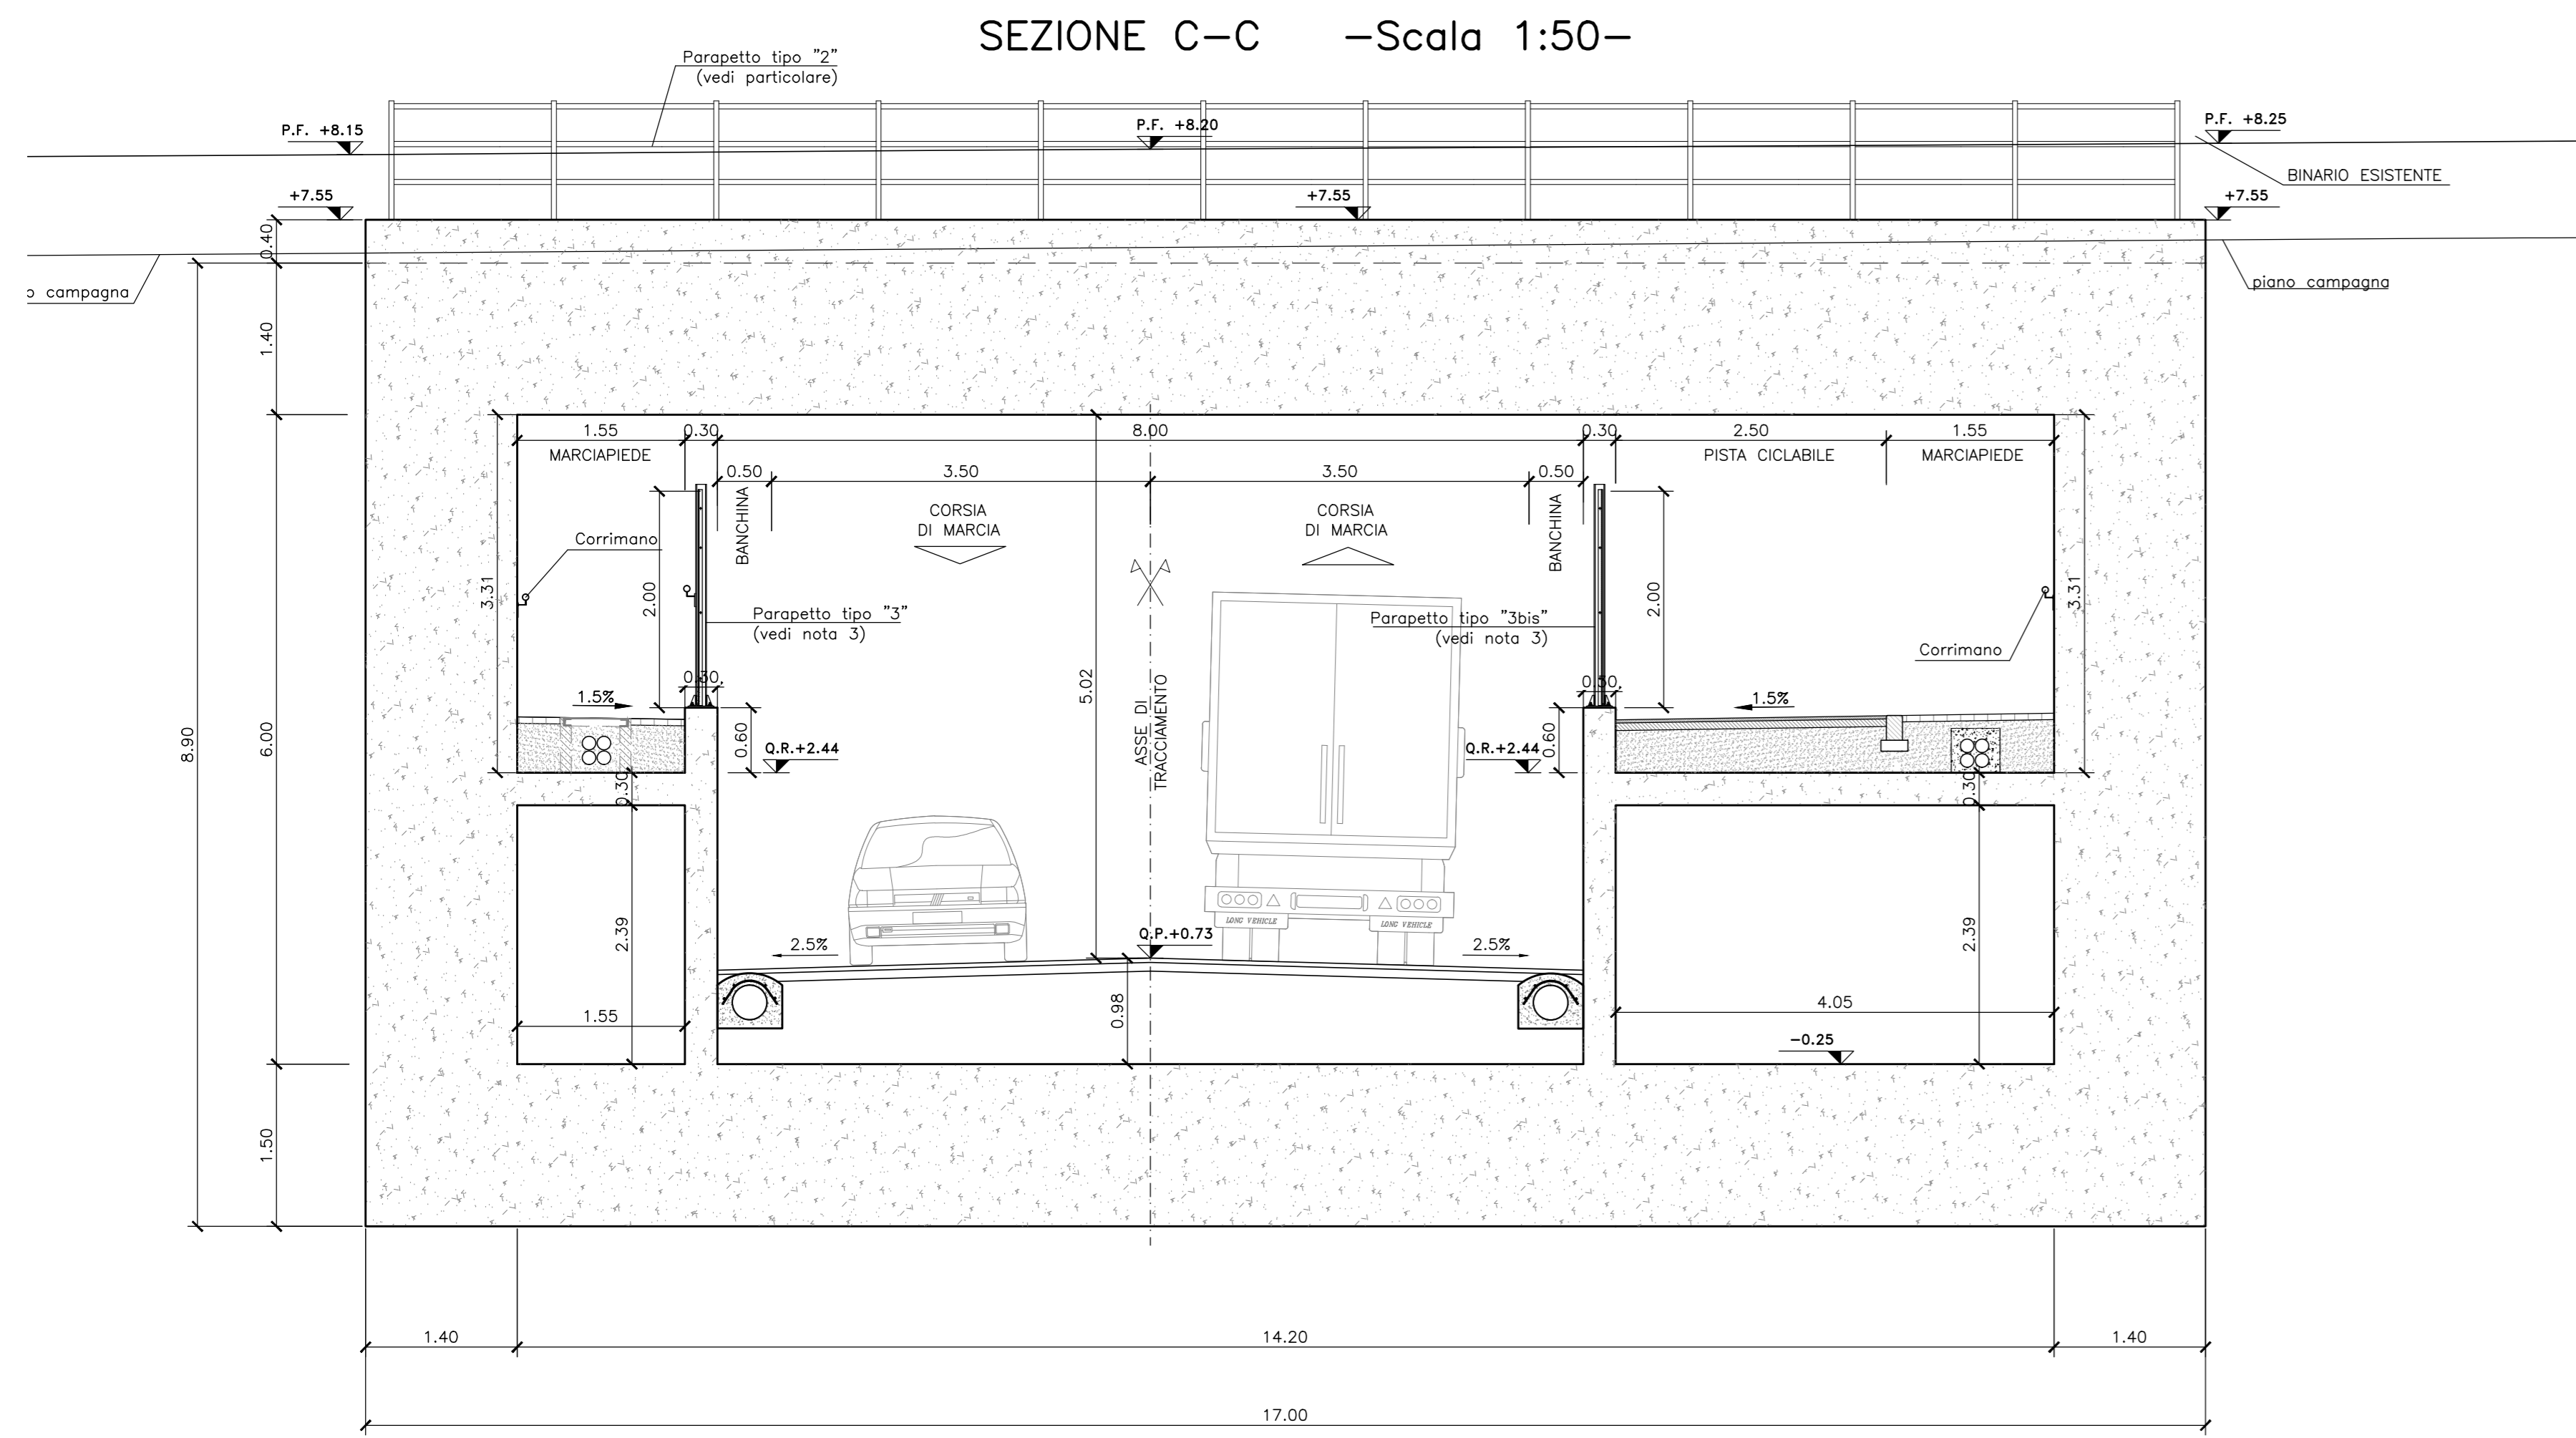 SEZIONE C-C -Scala 1:50-
Parapetto tipo "2"
(vedi particolare)
P.F. +8.15
P.F. +8.20
P.F. +8.25
BINARIO ESISTENTE
+7.55
+7.55
+7.55
0.40
o campagna
piano campagna
1.40
1.55
0.30
8.00
0.30
2.50
1.55
MARCIAPIEDE
PISTA CICLABILE
MARCIAPIEDE
0.50
3.50
3.50
0.50
BANCHINA
CORSIA
DI MARCIA
CORSIA
DI MARCIA
BANCHINA
Corrimano
3.31
2.00
Parapetto tipo "3"
(vedi nota 3)
Parapetto tipo "3bis"
(vedi nota 3)
2.00
3.31
Corrimano
5.02
ASSE DI
TRACCIAMENTO
0.30
0.30
1.5%
1.5%
8.90
6.00
0.60
Q.R.+2.44
Q.R.+2.44
0.60
0.30
0.30
2.39
2.39
LONG VEHICLE
LONG VEHICLE
2.5%
Q.P.+0.73
2.5%
0.98
1.55
4.05
-0.25
1.50
1.40
14.20
1.40
17.00